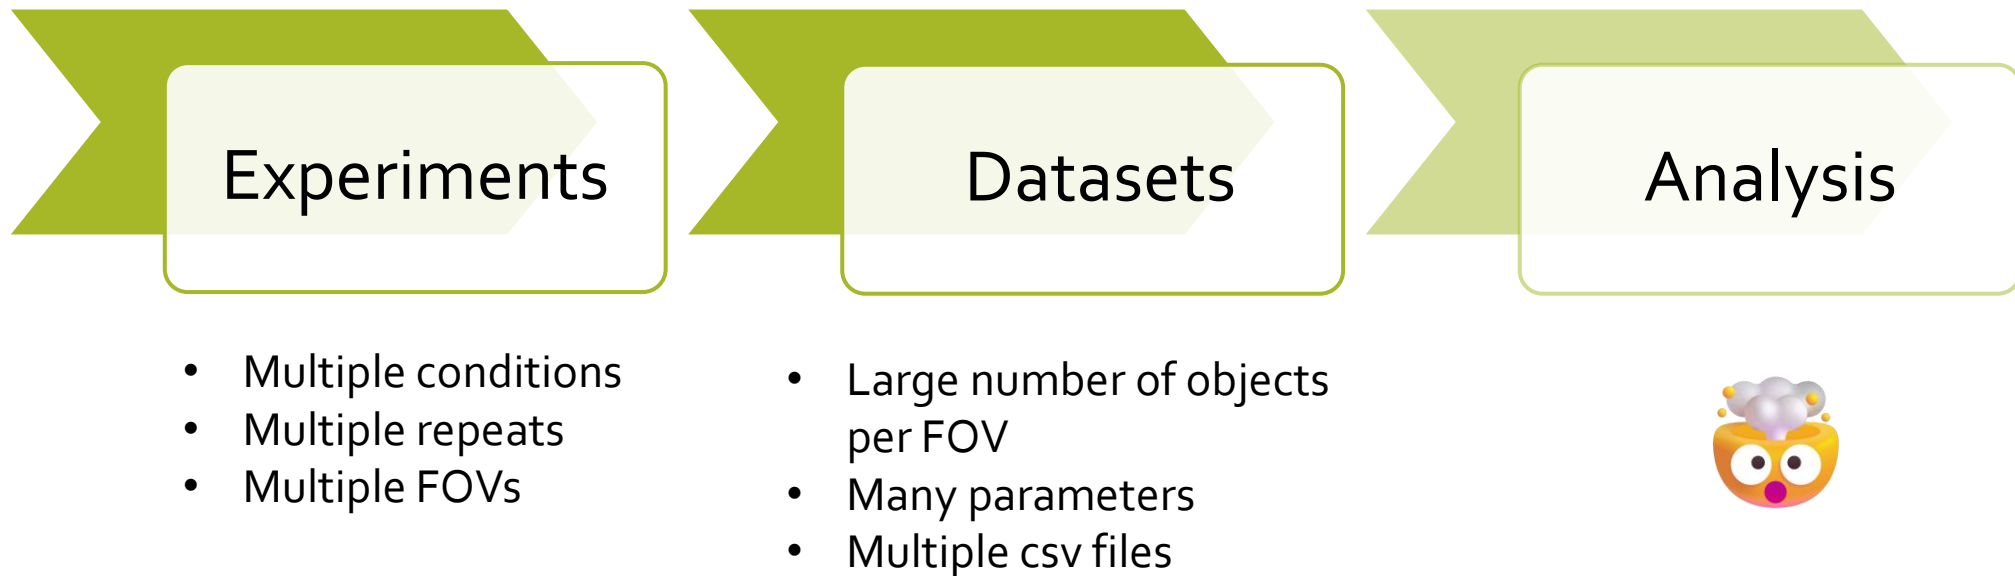 Experiments
• Multiple conditions
• Multiple repeats
• Multiple FOVs
Datasets
• Large number of objects
per FOV
• Many parameters
• Multiple csv files
Analysis